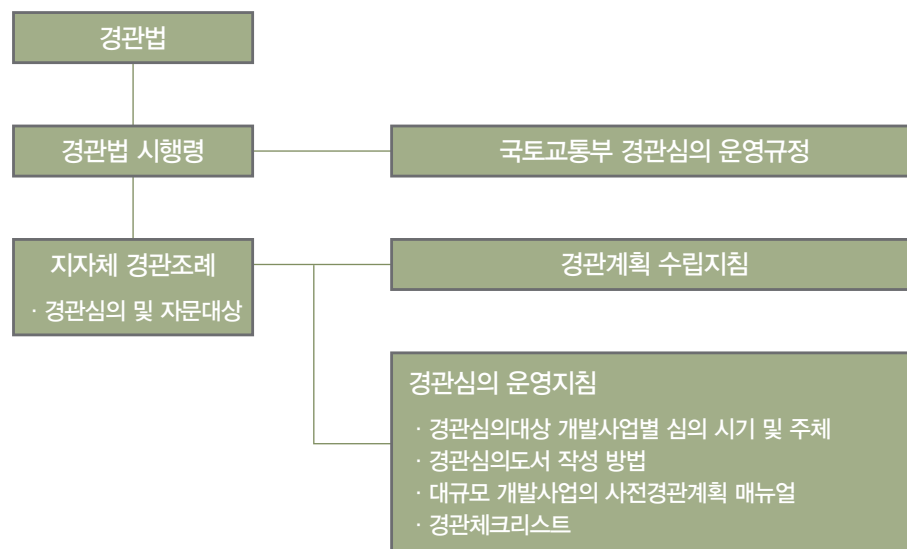 경관법
경관법 시행령
국토교통부 경관심의 운영규정
지자체 경관조례
· 경관심의 및 자문대상
경관계획 수립지침
경관심의 운영지침
· 경관심의대상 개발사업별 심의 시기 및 주체
· 경관심의도서 작성 방법
· 대규모 개발사업의 사전경관계획 매뉴얼
· 경관체크리스트